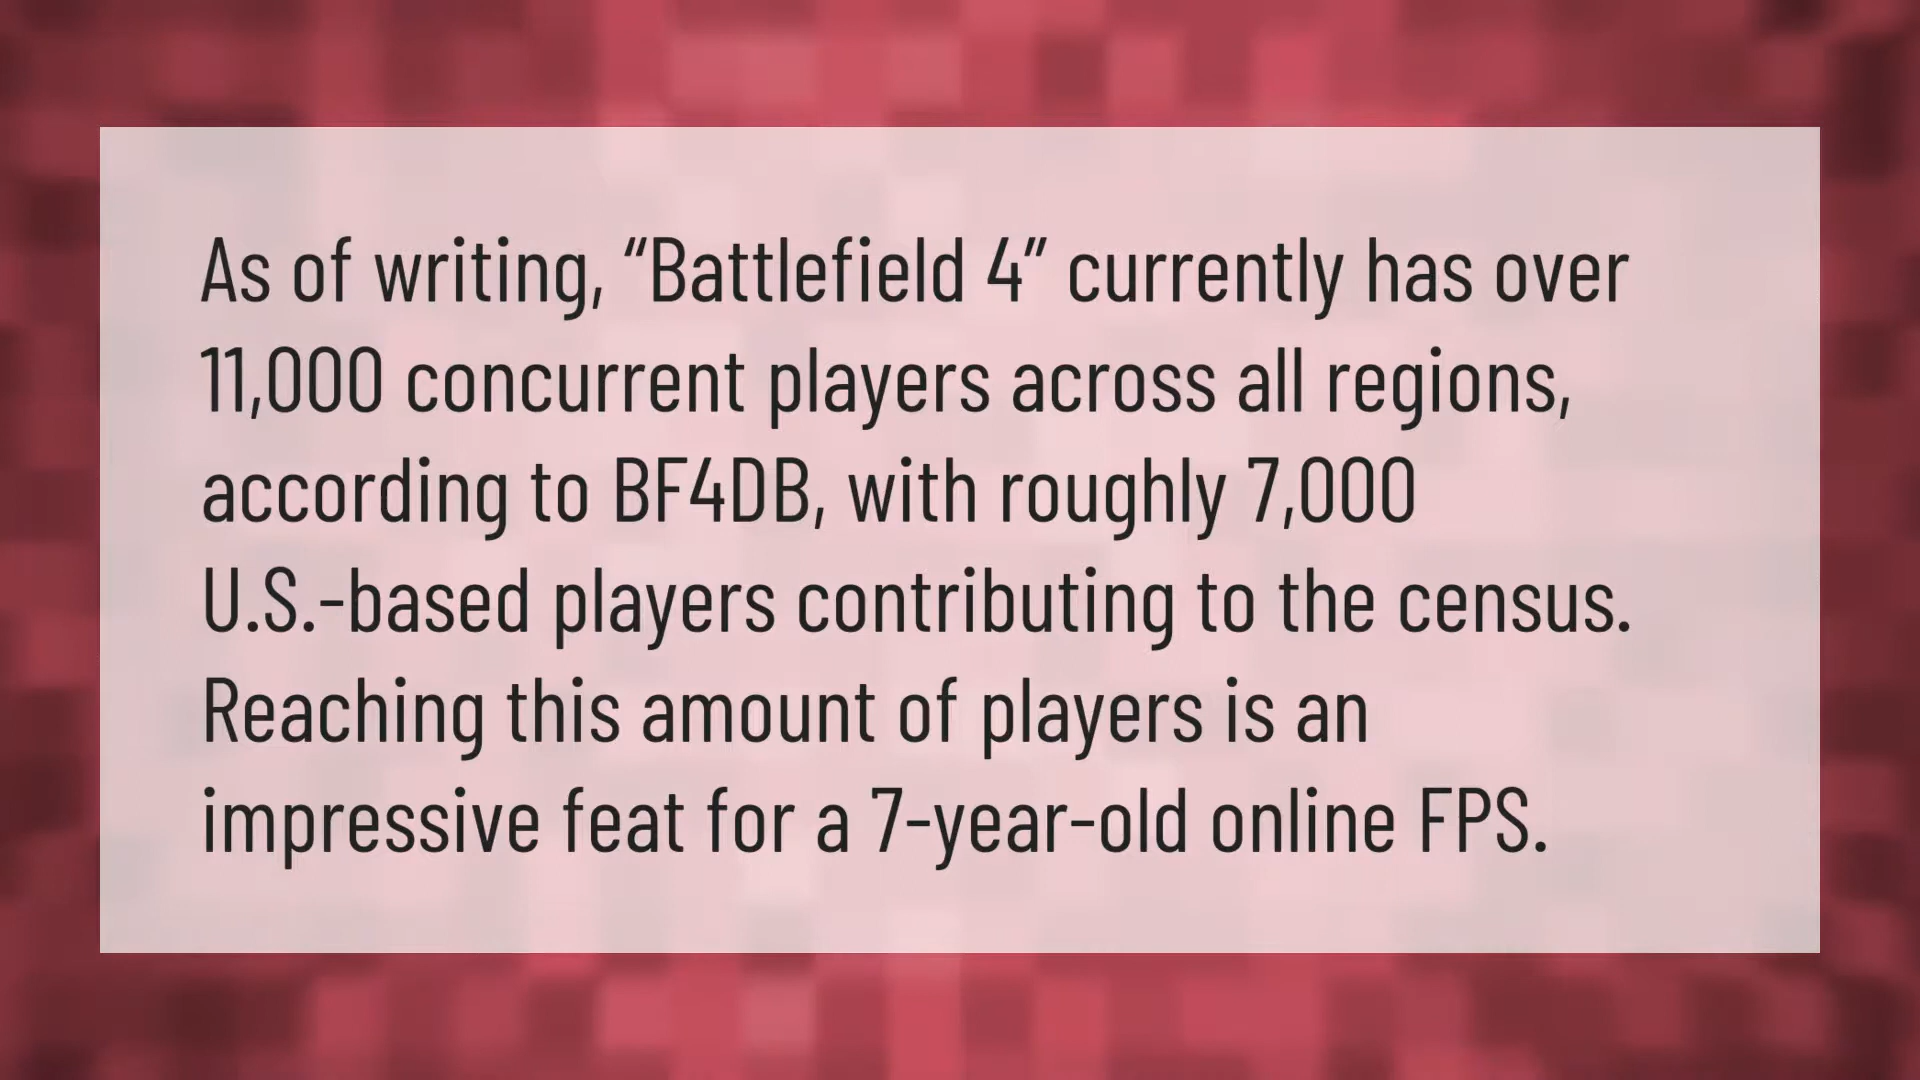 As of writing, “Battlefield 4” currently has over
11,000 concurrent players across all regions,
according to BF4DB, with roughly 7,000
U.S.-based players contributing to the census.
Reaching this amount of players is an
impressive feat for a 7-year-old online FPS.